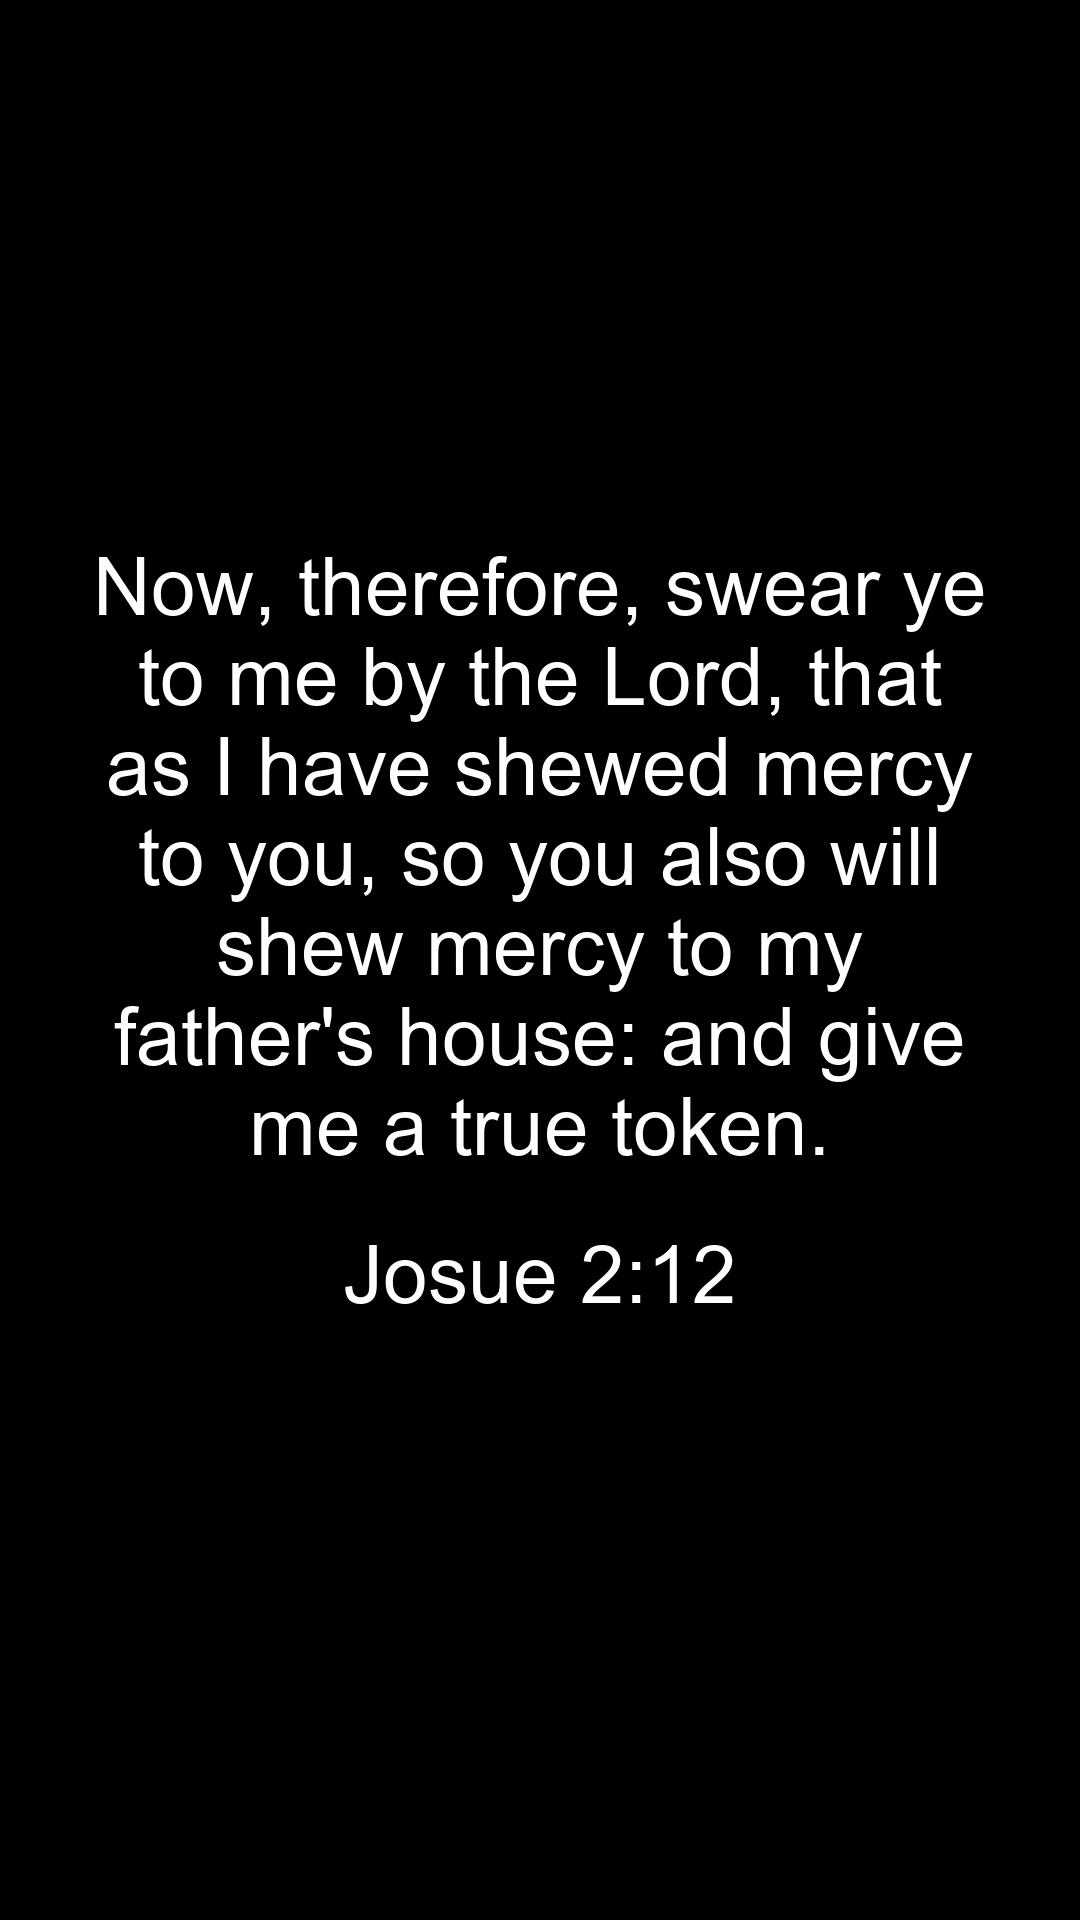 Now, therefore, swear ye
to me by the Lord, that
as I have shewed mercy
to you, so you also will
shew mercy to my
father's house: and give
me a true token.
Josue 2:12